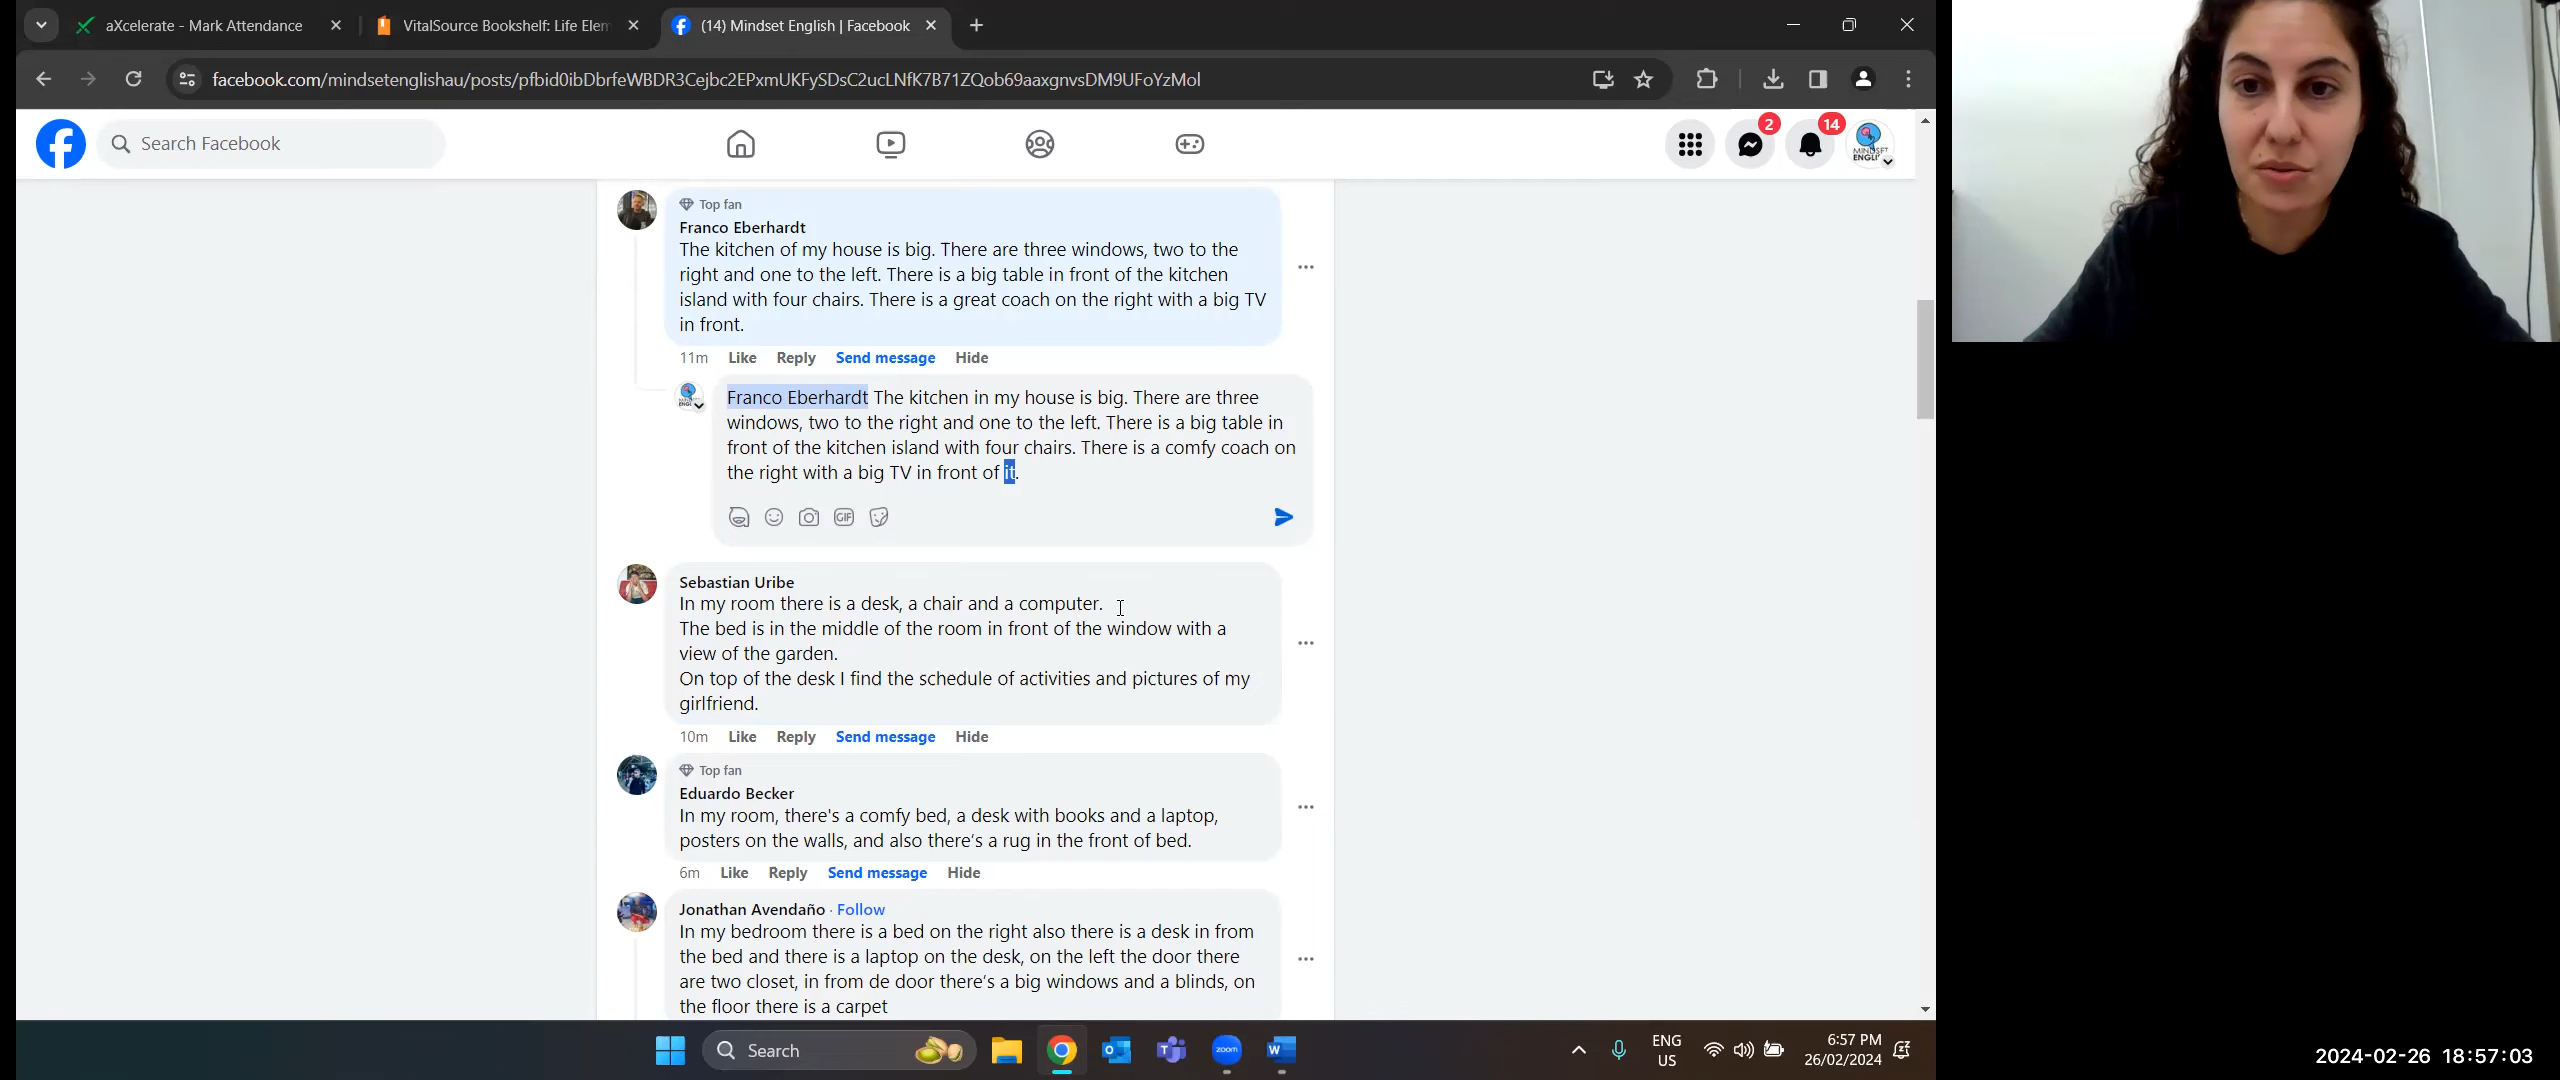 aXcelerate - Mark Attendance
VitalSource Bookshelf: Life Elem
(14) Mindset English | Facebook
facebook.com/mindsetenglishau/posts/pfbid0ibDbrfeWBDR3Cejbc2EPxmUKFySDsC2ucLNfK7B71ZQob69aaxgnvsDM9UFoYzMol
Search Facebook
2
14
MINDSET
ENGLI
Top fan
Franco Eberhardt
The kitchen of my house is big. There are three windows, two to the
right and one to the left. There is a big table in front of the kitchen
island with four chairs. There is a great coach on the right with a big TV
in front.
11m Like Reply Send message Hide
Franco Eberhardt The kitchen in my house is big. There are three
windows, two to the right and one to the left. There is a big table in
front of the kitchen island with four chairs. There is a comfy coach on
the right with a big TV in front of it.
GIF
Sebastian Uribe
In my room there is a desk, a chair and a computer.
The bed is in the middle of the room in front of the window with a
view of the garden.
On top of the desk I find the schedule of activities and pictures of my
girlfriend.
10m Like Reply Send message Hide
Top fan
Eduardo Becker
In my room, there's a comfy bed, a desk with books and a laptop,
posters on the walls, and also there's a rug in the front of bed.
6m Like Reply Send message Hide
Jonathan Avendaño · Follow
In my bedroom there is a bed on the right also there is a desk in from
the bed and there is a laptop on the desk, on the left the door there
are two closet, in from de door there's a big windows and a blinds, on
the floor there is a carpet
Search
zoom
ENG
US
6:57 PM
26/02/2024
2024-02-26 18:57:03